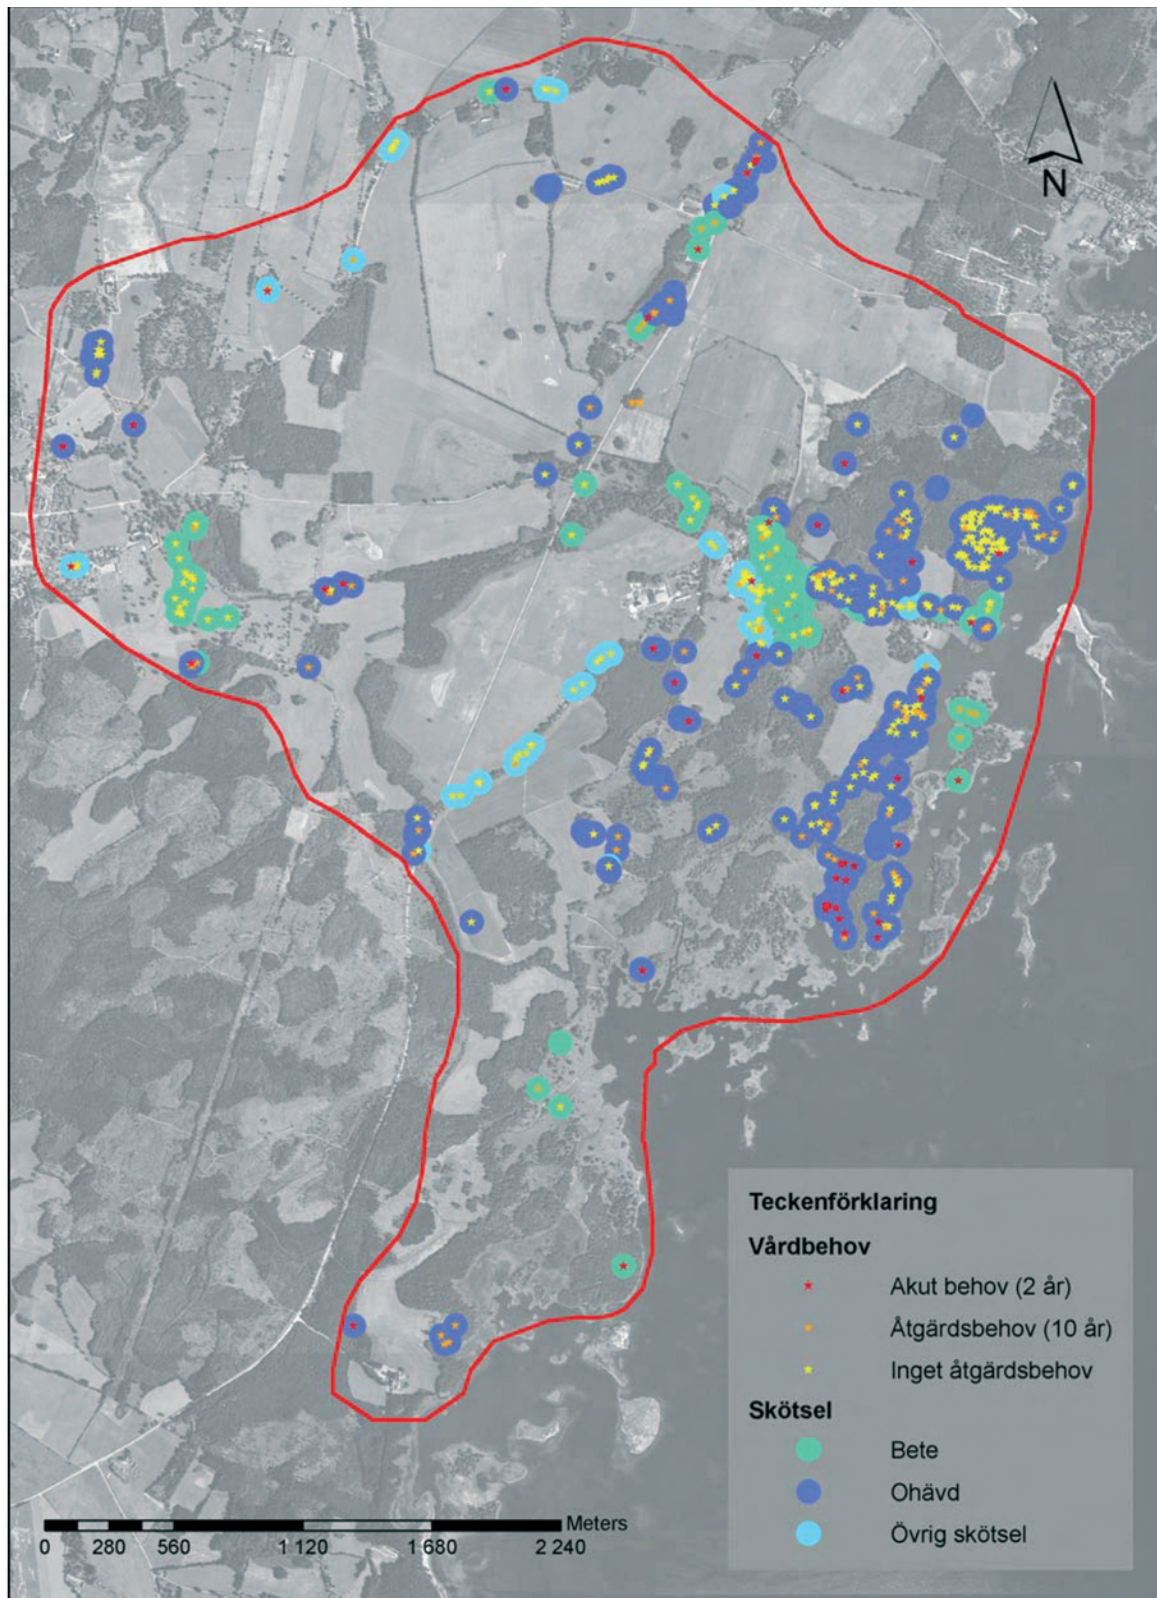 N
Teckenförklaring
Vårdbehov
Akut behov (2 år)
Åtgärdsbehov (10 år)
Inget åtgärdsbehov
Skötsel
Bete
Ohävd
Övrig skötsel
Meters
0 280 560 1 120 1 680 2 240